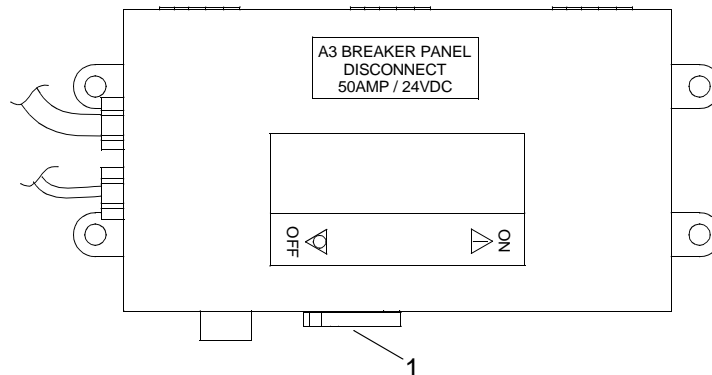 A3 BREAKER PANEL
DISCONNECT
50AMP / 24VDC
OFF
ON
1